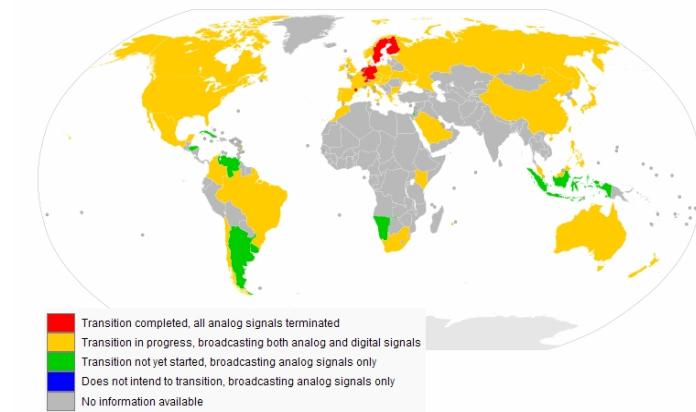 Transition completed, all analog signals terminated
Transition in progress, broadcasting both analog and digital signals
Transition not yet started, broadcasting analog signals only
Does not intend to transition, broadcasting analog signals only
No information available